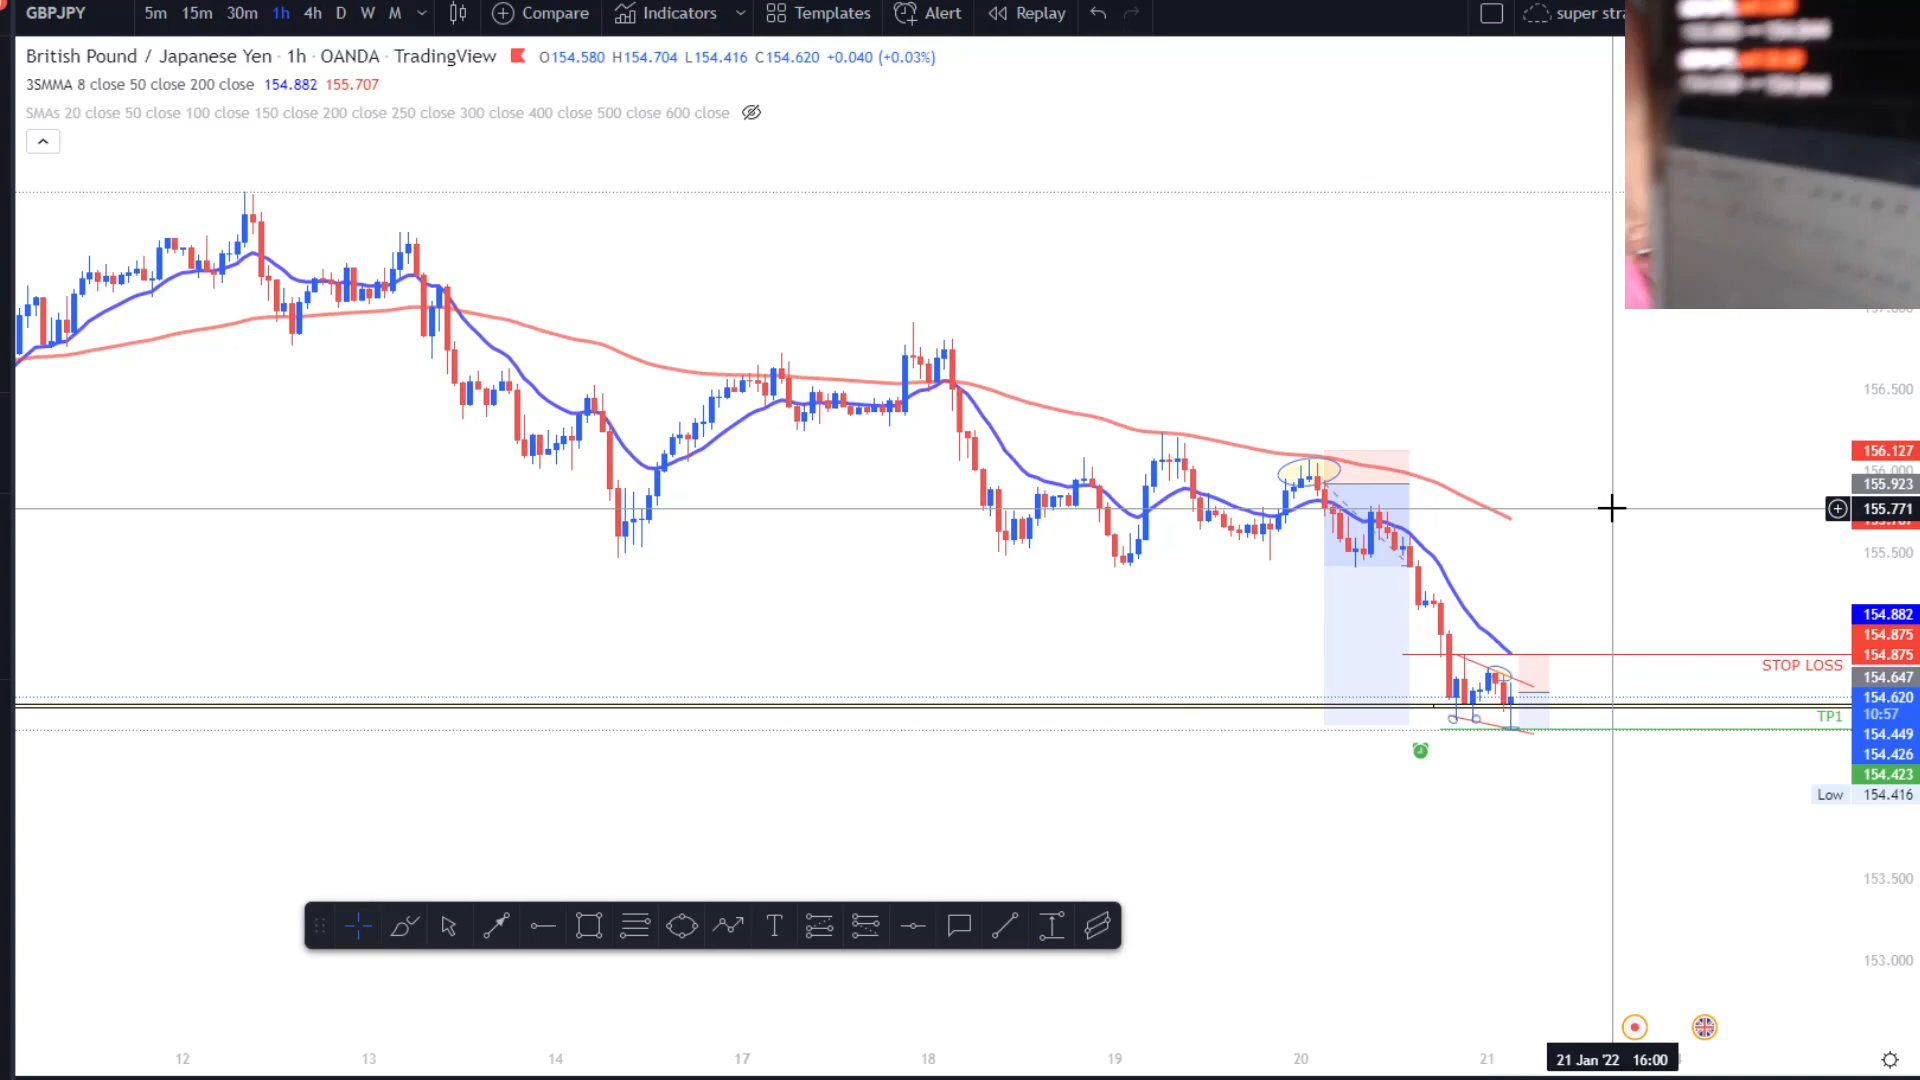 GBPJPY 5m 15m 30m 1h 4h D W M Compare Indicators Templates Alert Replay super stra
British Pound / Japanese Yen · 1h · OANDA · TradingView O154.580 H154.704 L154.416 C154.620 +0.040 (+0.03%)
3SMMA 8 close 50 close 200 close 154.882 155.707
SMAs 20 close 50 close 100 close 150 close 200 close 250 close 300 close 400 close 500 close 600 close
156.500
156.127
156.000
155.923
155.771
155.500
154.882
154.875
154.875
STOP LOSS
154.647
154.620
10:57
TP1
154.449
154.426
154.423
Low 154.416
153.500
T
153.000
12 13 14 17 18 19 20 21 21 Jan '22 16:00